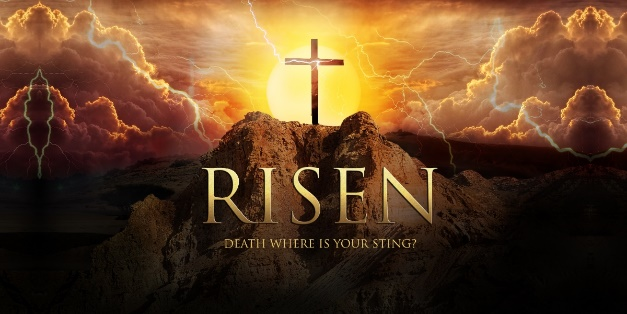 RISEN
DEATH WHERE IS YOUR STING?